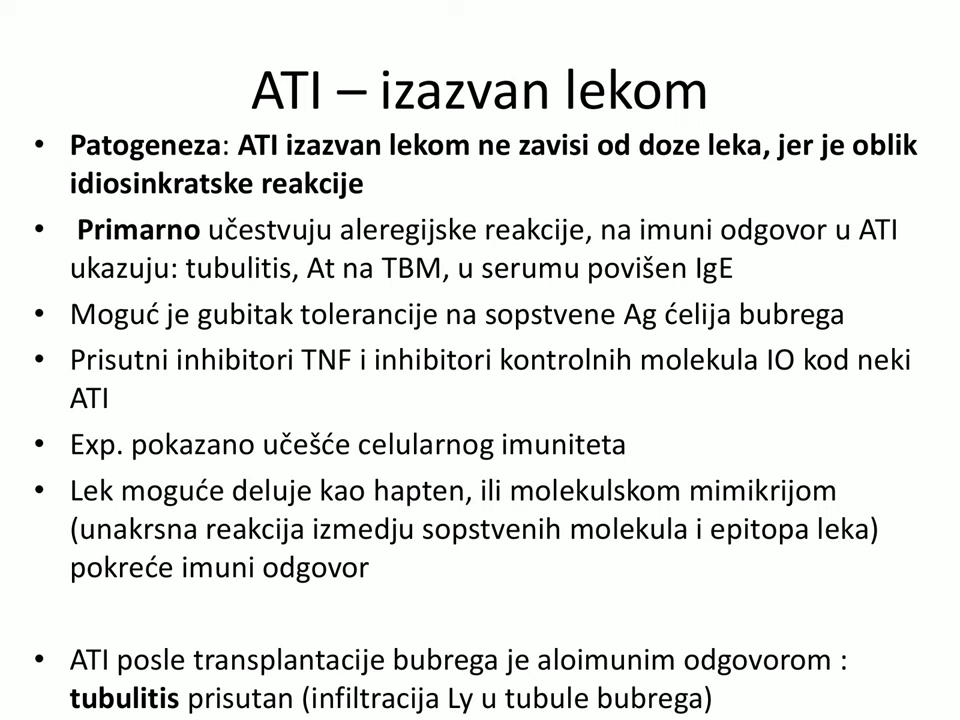 ATI – izazvan lekom
• Patogeneza: ATI izazvan lekom ne zavisi od doze leka, jer je oblik
idiosinkratske reakcije
• Primarno učestvuju aleregijske reakcije, na imuni odgovor u ATI
ukazuju: tubulitis, At na TBM, u serumu povišen IgE
• Moguć je gubitak tolerancije na sopstvene Ag ćelija bubrega
• Prisutni inhibitori TNF i inhibitori kontrolnih molekula IO kod neki
ATI
• Exp. pokazano učešće celularnog imuniteta
• Lek moguće deluje kao hapten, ili molekulskom mimikrijom
(unakrsna reakcija izmedju sopstvenih molekula i epitopa leka)
pokreće imuni odgovor
• ATI posle transplantacije bubrega je aloimunim odgovorom :
tubulitis prisutan (infiltracija Ly u tubule bubrega)